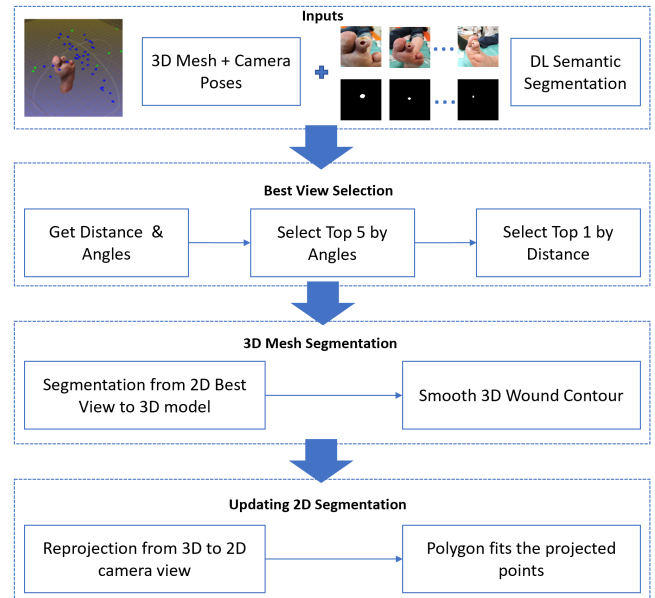 Inputs
3D Mesh + Camera
Poses
DL Semantic
Segmentation
Best View Selection
Get Distance & 
Angles
Select Top 5 by
Angles
Select Top 1 by
Distance
3D Mesh Segmentation
Segmentation from 2D Best
View to 3D model
Smooth 3D Wound Contour
Updating 2D Segmentation
Reprojection from 3D to 2D
camera view
Polygon fits the projected
points